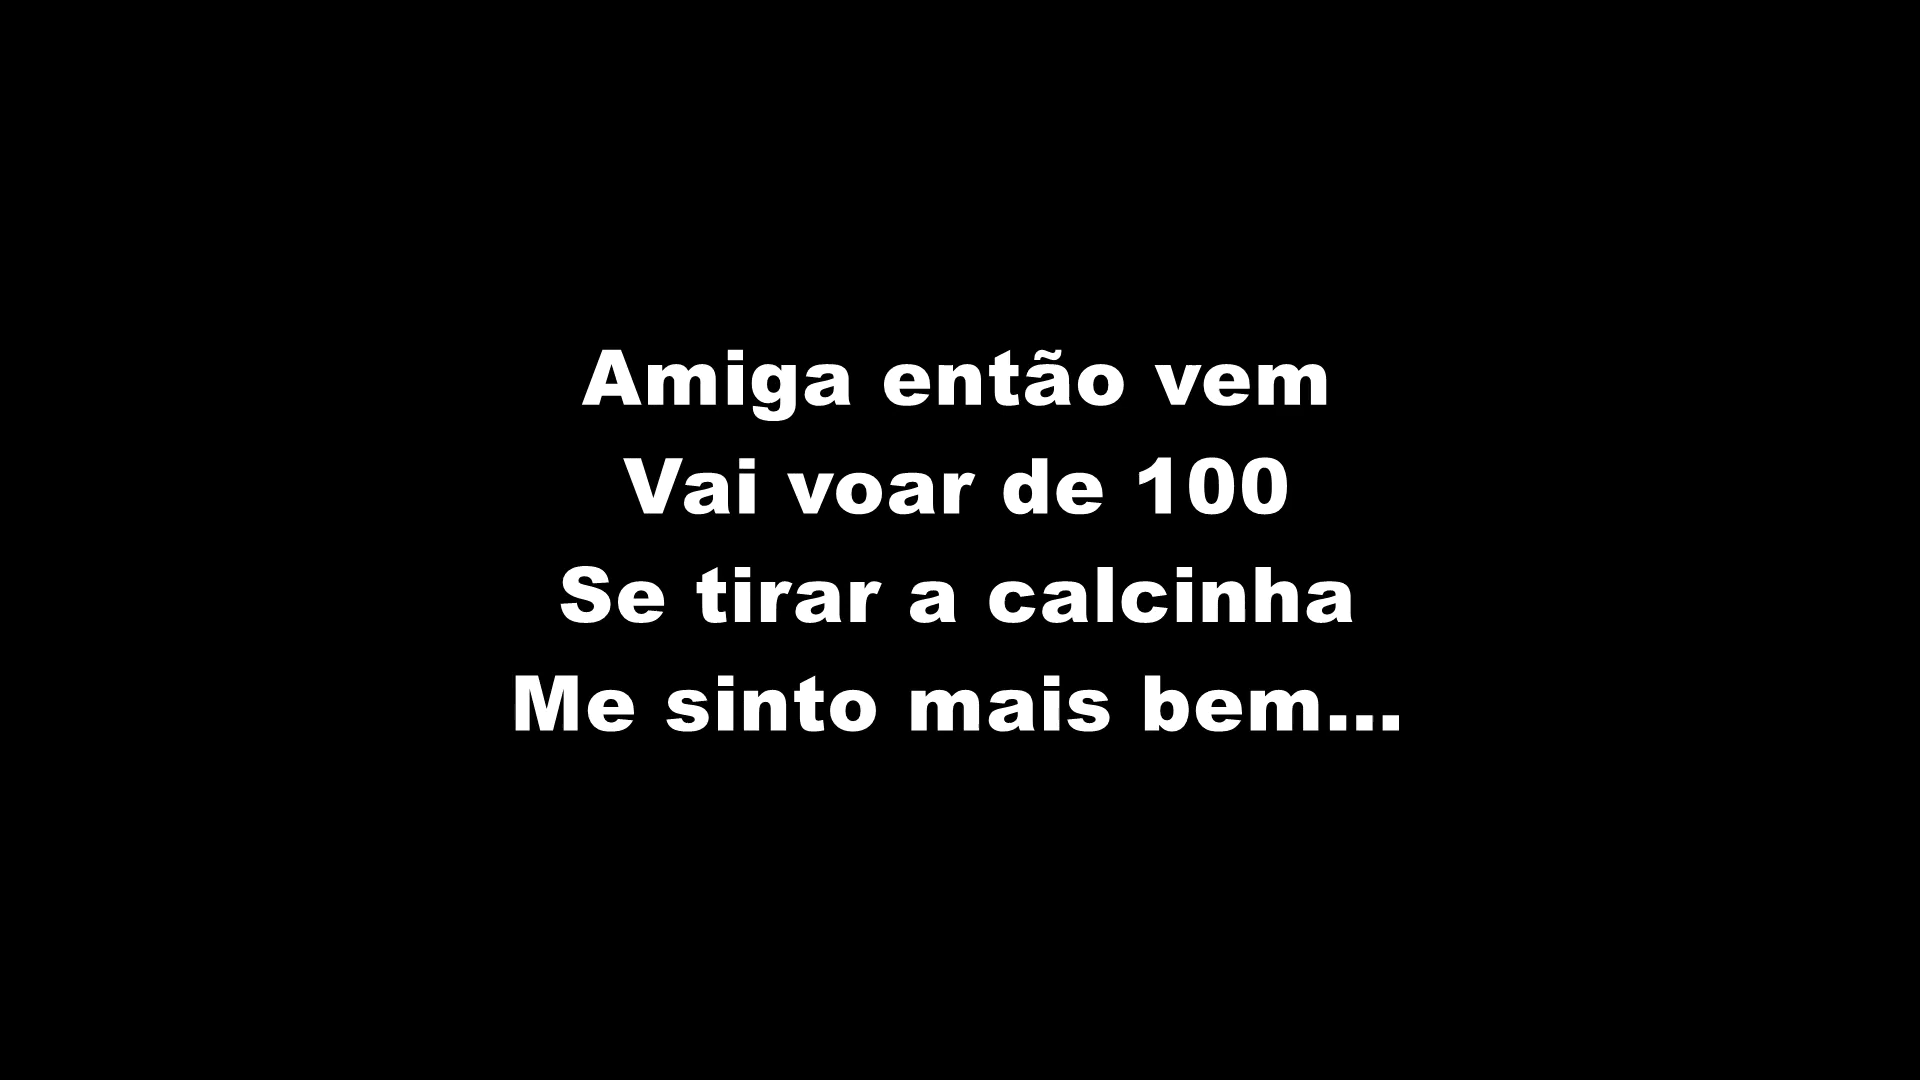 Amiga então vem
Vai voar de 100
Se tirar a calcinha
Me sinto mais bem...